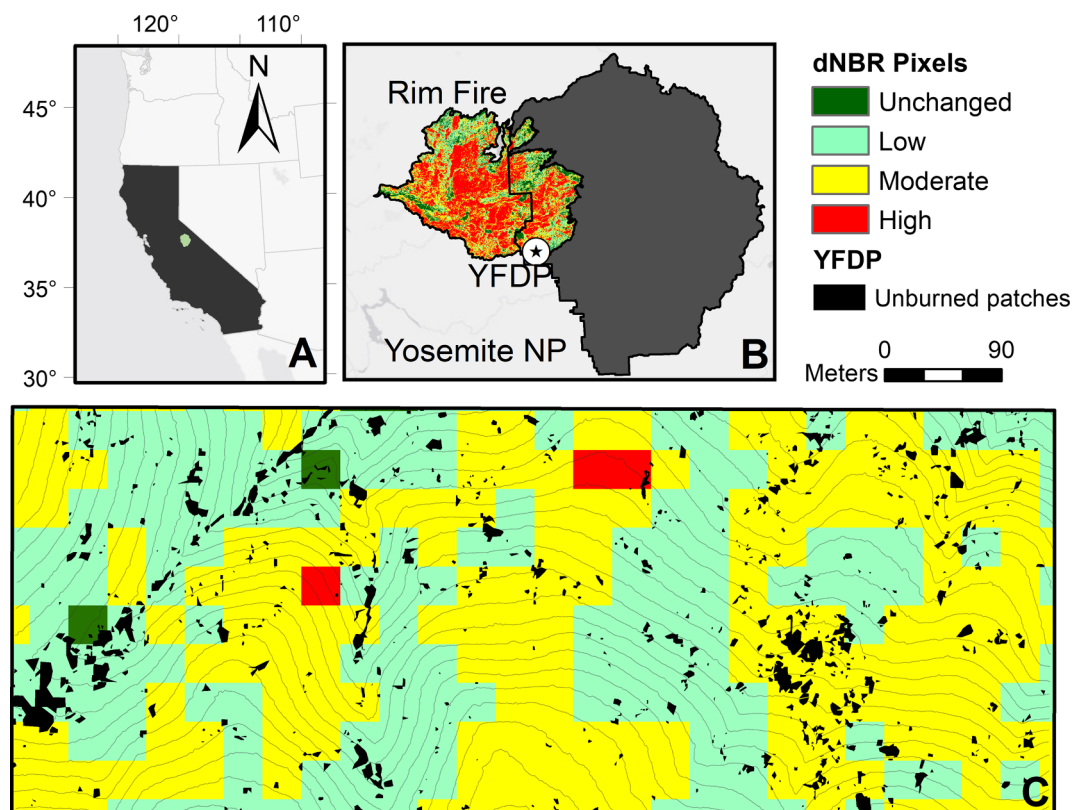 120° 110°
45°
40°
35°
30°
N
A
Rim Fire
YFDP
Yosemite NP
B
dNBR Pixels
Unchanged
Low
Moderate
High
YFDP
Unburned patches
0 90
Meters
C